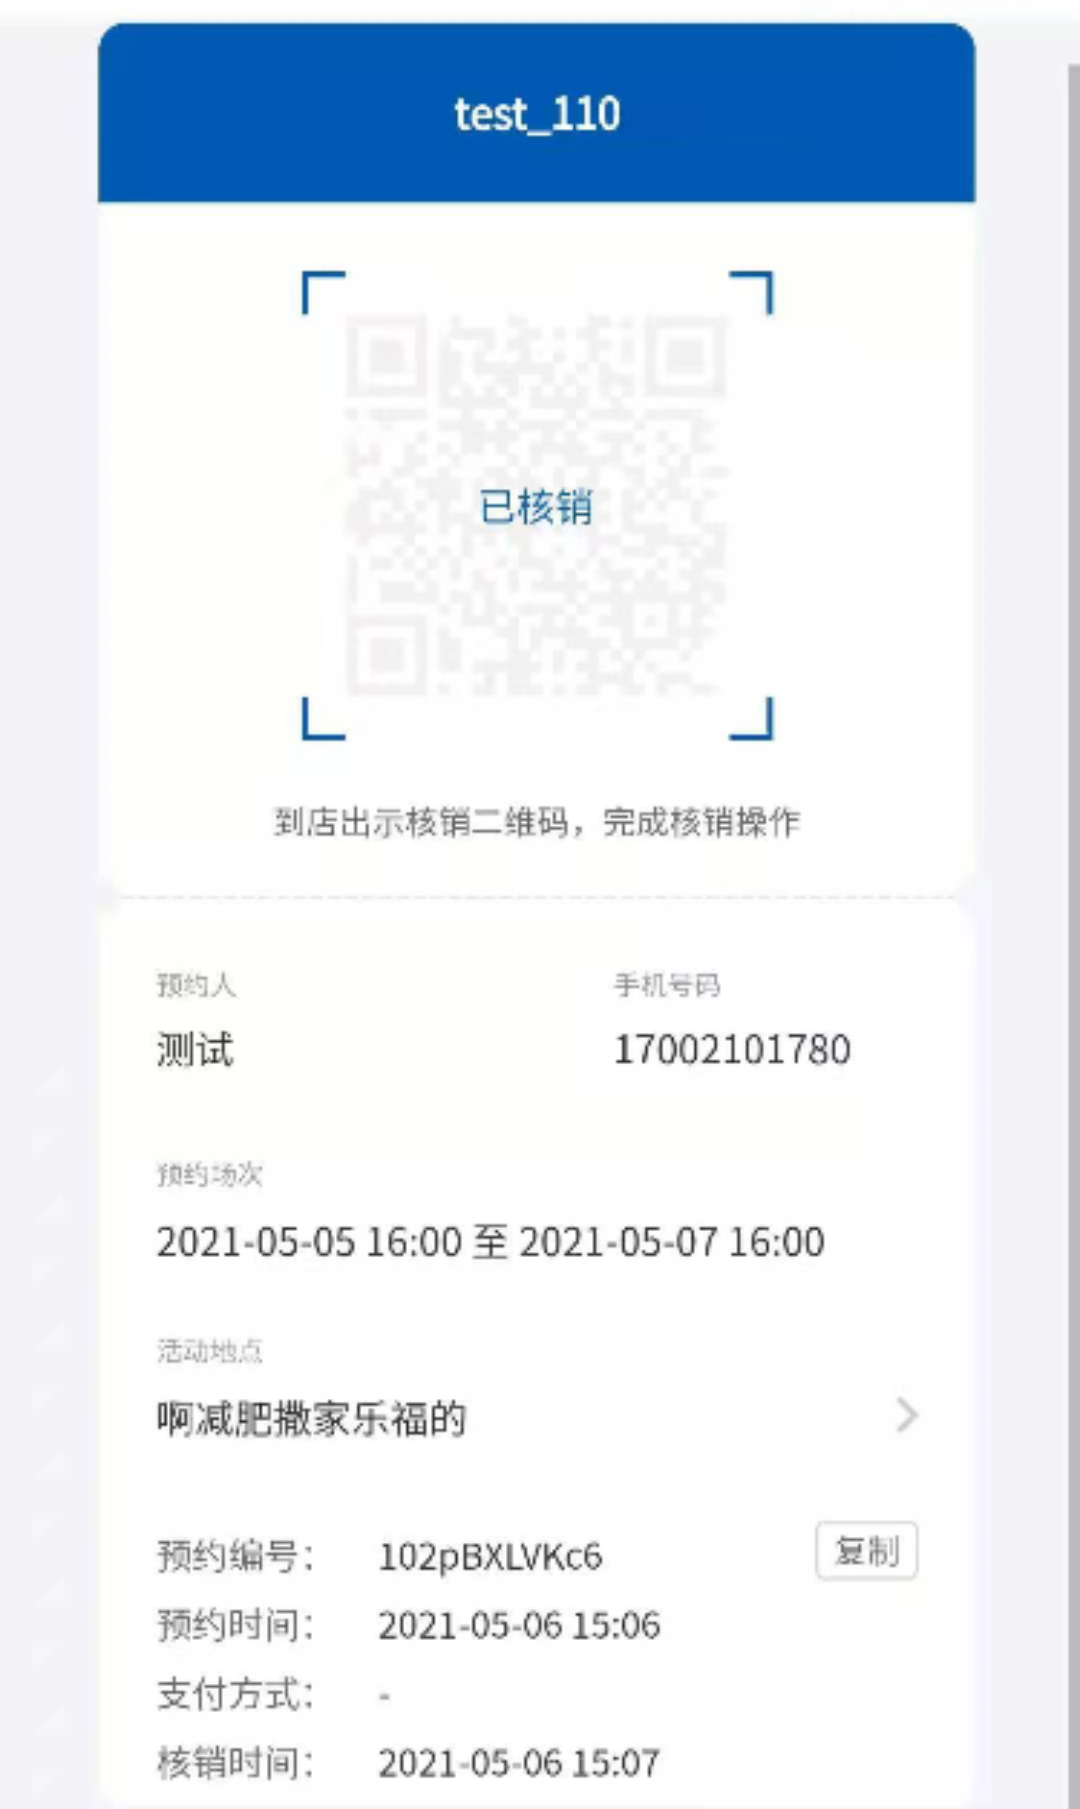 test_110
已核销
到店出示核销二维码，完成核销操作
预约人 手机号码
测试 17002101780
预约场次
2021-05-05 16:00 至 2021-05-07 16:00
活动地点
啊减肥撒家乐福的
预约编号： 102pBXLVKc6 复制
预约时间： 2021-05-06 15:06
支付方式： -
核销时间： 2021-05-06 15:07